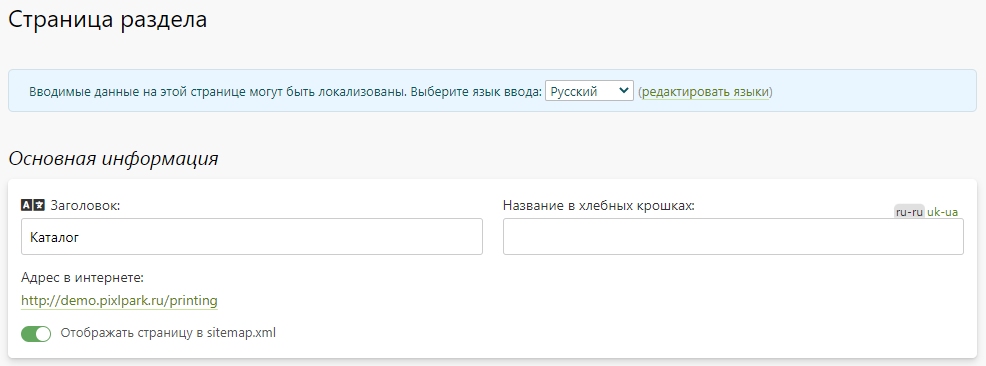 Страница раздела
Вводимые данные на этой странице могут быть локализованы. Выберите язык ввода: Русский (редактировать языки)
Основная информация
Заголовок:
Название в хлебных крошках:
ru-ru uk-ua
Каталог
Адрес в интернете:
http://demo.pixlpark.ru/printing
Отображать страницу в sitemap.xml